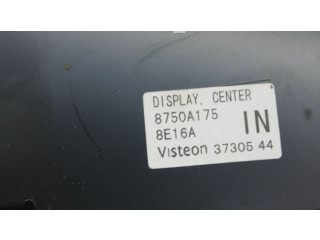 DISPLAY, CENTER
8750A175
8E16A IN
Visteon 37305 44